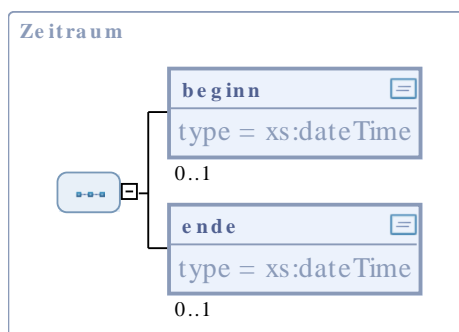 Zeitraum
beginn
type = xs:dateTime
0..1
ende
type = xs:dateTime
0..1